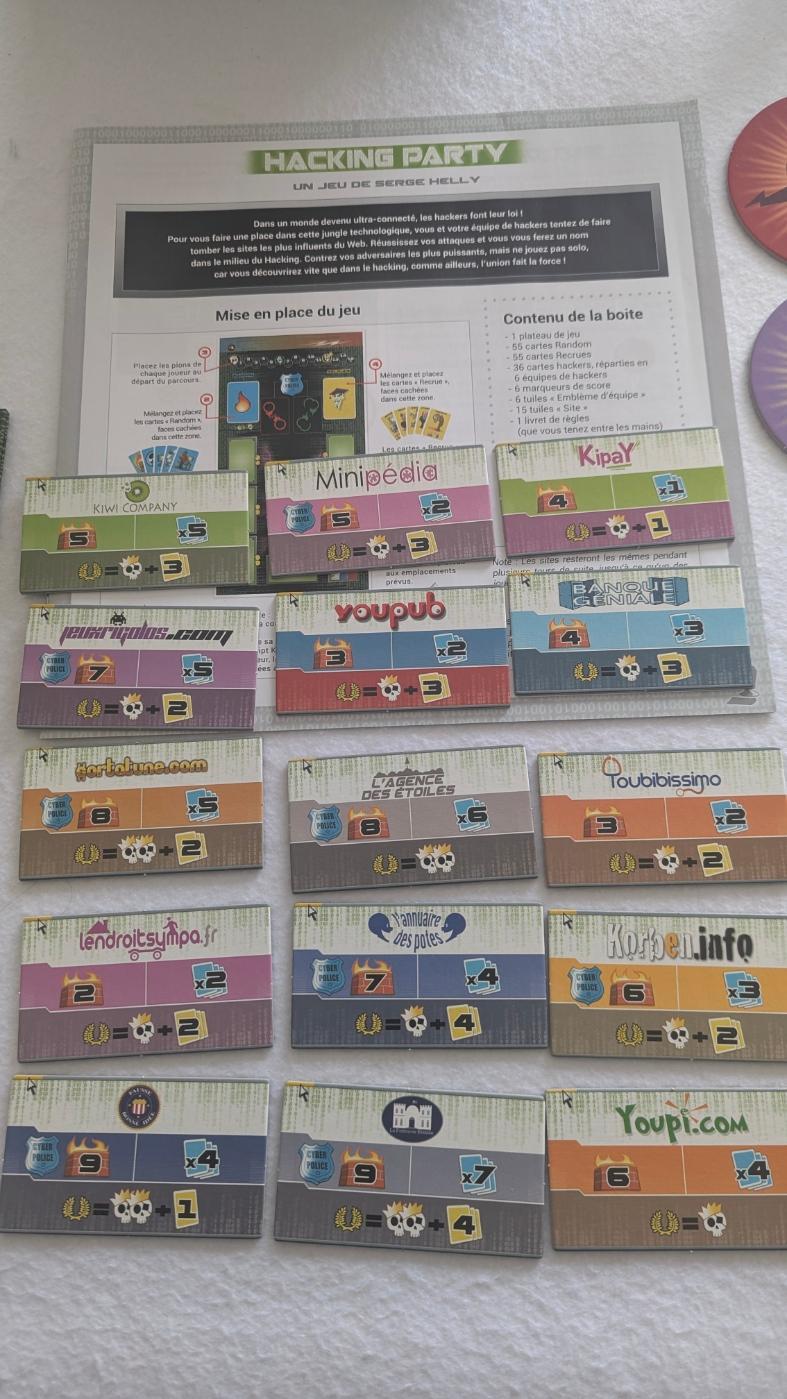 HACKING PARTY
UN JEU DE SERGE HELLY
Dans un monde devenu ultra-connecté, les hackers font leur loi !
Pour vous faire une place dans cette jungle technologique, vous et votre équipe de hackers tentez de faire
tomber les sites les plus influents du Web. Réussissez vos attaques et vous vous ferez un nom
dans le milieu du Hacking. Contrez vos adversaires les plus puissants, mais ne jouez pas solo,
car vous découvrirez vite que dans le hacking, comme ailleurs, l'union fait la force !
Mise en place du jeu
Placez les pions de
chaque joueur au
départ du parcours.
Mélangez et placez
les cartes « Random »,
faces cachées
dans cette zone.
Mélangez et placez
les cartes « Recrue »,
faces cachées
dans cette zone.
Contenu de la boite
- 1 plateau de jeu
- 55 cartes Random
- 55 cartes Recrues
- 36 cartes hackers, réparties en
6 équipes de hackers
- 6 marqueurs de score
- 6 tuiles « Emblème d'équipe »
- 15 tuiles « Site »
- 1 livret de règles
(que vous tenez entre les mains)
aux emplacements
prévus.
Note : Les sites resteront les mêmes pendant
KIWI COMPANY
5 x5
= + 3
Minipédia
CYBER POLICE 5 x2
= + 3
KipaY
4 x1
= + 1
jeuxrigolos.com
CYBER POLICE 7 x5
= + 2
youpub
3 x2
= + 3
BANQUE GÉNIALE
4 x3
= + 3
CYBER POLICE 8 x5
= + 2
L'AGENCE
DES ÉTOILES
CYBER POLICE 8 x6
=
Toubibissimo
3 x2
= + 2
lendroitsympa.fr
2 x2
= + 2
l'annuaire
des potes
CYBER POLICE 7 x4
= + 4
Korben.info
CYBER POLICE 6 x3
= + 2
CYBER POLICE 9 x4
= + 1
CYBER POLICE 9 x7
= + 4
Youpi.COM
6 x4
=